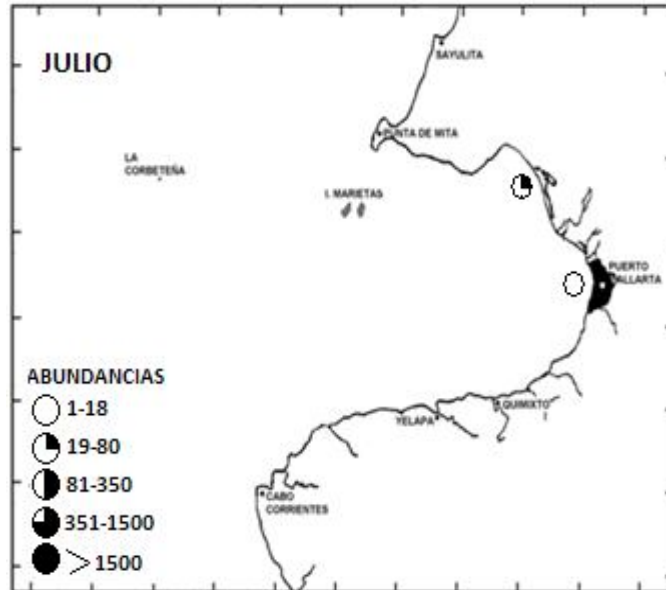 JULIO
SAYULITA
PUNTA DE MITA
LA
CORBETEÑA
I. MARIETAS
PUERTO
VALLARTA
ABUNDANCIAS
1-18
19-80
81-350
351-1500
>1500
QUIMIXTO
YELAPA
CABO
CORRIENTES